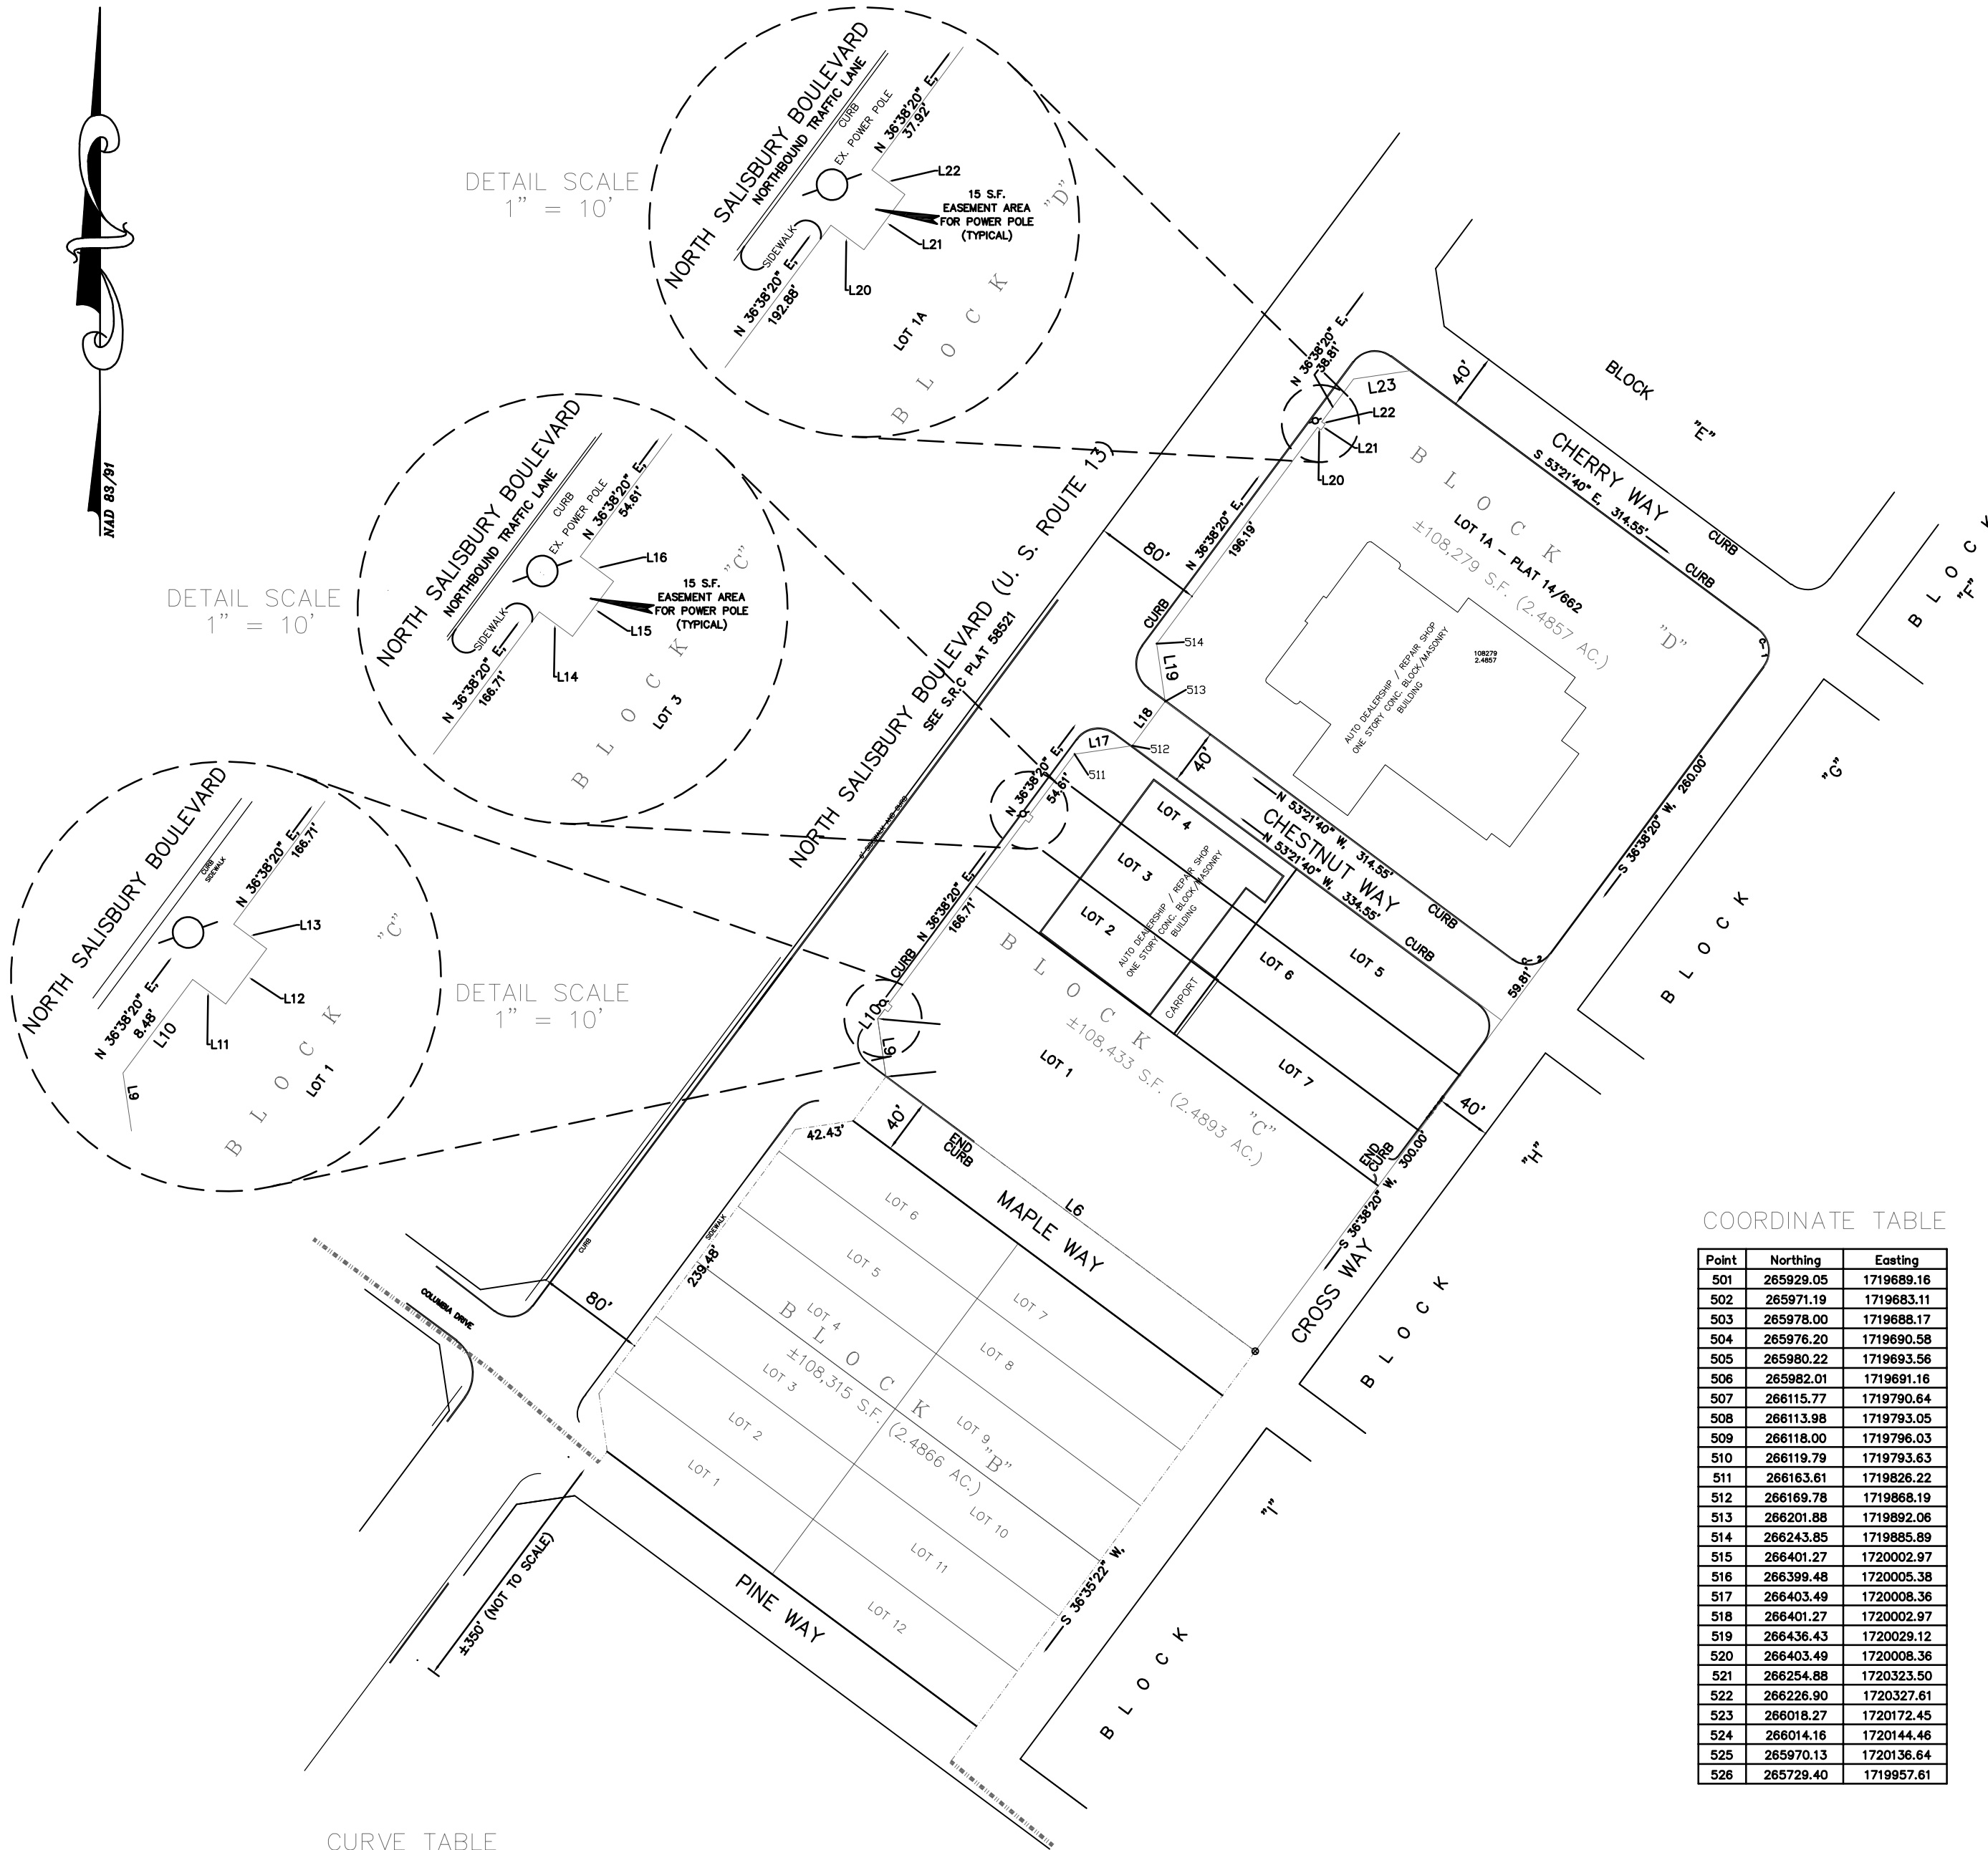 NAD 83/91
DETAIL SCALE
1" = 10'
NORTH SALISBURY BOULEVARD
NORTHBOUND TRAFFIC LANE
CURB
EX. POWER POLE
N 36°38'20" E,
37.92'
L22
15 S.F.
EASEMENT AREA
FOR POWER POLE
(TYPICAL)
L21
SIDEWALK
N 36°38'20" E,
192.88'
L20
LOT 1A
BLOCK "D"
DETAIL SCALE
1" = 10'
NORTH SALISBURY BOULEVARD
NORTHBOUND TRAFFIC LANE
CURB
EX. POWER POLE
N 36°38'20" E,
54.61'
L16
15 S.F.
EASEMENT AREA
FOR POWER POLE
(TYPICAL)
L15
SIDEWALK
N 36°38'20" E,
166.71'
L14
LOT 3
BLOCK "C"
DETAIL SCALE
1" = 10'
NORTH SALISBURY BOULEVARD
CURB
SIDEWALK
N 36°38'20" E,
166.71'
L13
L12
N 36°38'20" E,
8.48'
L10
L11
L9
LOT 1
BLOCK "C"
NORTH SALISBURY BOULEVARD (U. S. ROUTE 13)
SEE S.R.C PLAT 58521
N 36°38'20" E,
38.81'
L23
L22
L21
L20
40'
BLOCK "E"
CHERRY WAY
S 53°21'40" E, 314.55'
CURB
CURB
BLOCK "F"
BLOCK "D"
LOT 1A - PLAT 14/662
±108,279 S.F. (2.4857 AC.)
108279
2.4857
AUTO DEALERSHIP / REPAIR SHOP
ONE STORY CONC. BLOCK/MASONRY
BUILDING
N 36°38'20" E,
196.19'
80'
CURB
514
L19
513
L18
512
L17
511
40'
N 53°21'40" W, 314.55'
CHESTNUT WAY
N 53°21'40" W, 334.55'
CURB
CURB
S 36°38'20" W, 260.00'
59.81'
BLOCK "G"
N 36°38'20" E,
54.61'
N 36°38'20" E,
166.71'
CURB
LOT 4
LOT 3
LOT 2
LOT 5
LOT 6
LOT 7
AUTO DEALERSHIP / REPAIR SHOP
ONE STORY CONC. BLOCK/MASONRY
BUILDING
CARPORT
BLOCK "C"
±108,433 S.F. (2.4893 AC.)
LOT 1
L10
L9
40'
END
CURB
L6
END
CURB
40'
S 36°38'20" W, 300.00'
CROSS WAY
BLOCK "H"
42.43'
MAPLE WAY
SIDEWALK
239.48'
CURB
80'
COLUMBIA DRIVE
LOT 6
LOT 5
LOT 4
LOT 3
LOT 2
LOT 1
LOT 7
LOT 8
LOT 9
LOT 10
LOT 11
LOT 12
BLOCK "B"
±108,315 S.F. (2.4866 AC.)
S 36°35'22" W,
PINE WAY
±350' (NOT TO SCALE)
BLOCK "I"
COORDINATE TABLE
Point Northing Easting
501 265929.05 1719689.16
502 265971.19 1719683.11
503 265978.00 1719688.17
504 265976.20 1719690.58
505 265980.22 1719693.56
506 265982.01 1719691.16
507 266115.77 1719790.64
508 266113.98 1719793.05
509 266118.00 1719796.03
510 266119.79 1719793.63
511 266163.61 1719826.22
512 266169.78 1719868.19
513 266201.88 1719892.06
514 266243.85 1719885.89
515 266401.27 1720002.97
516 266399.48 1720005.38
517 266403.49 1720008.36
518 266401.27 1720002.97
519 266436.43 1720029.12
520 266403.49 1720008.36
521 266254.88 1720323.50
522 266226.90 1720327.61
523 266018.27 1720172.45
524 266014.16 1720144.46
525 265970.13 1720136.64
526 265729.40 1719957.61
CURVE TABLE